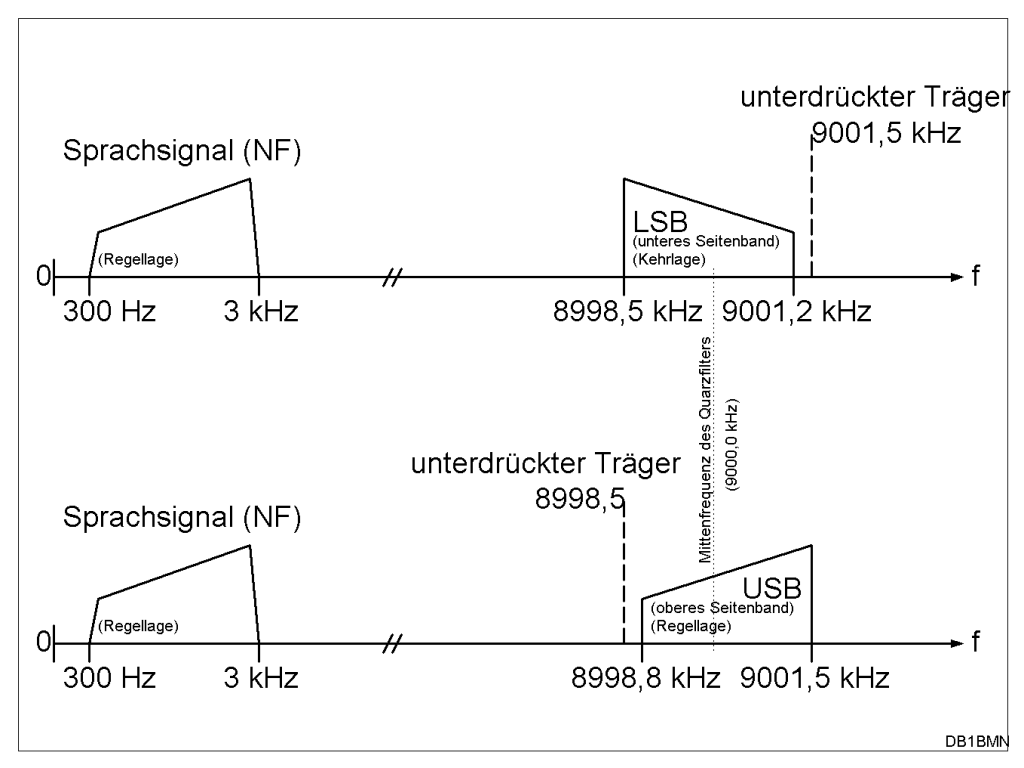 unterdrückter Träger
9001,5 kHz
Sprachsignal (NF)
LSB
(unteres Seitenband)
(Kehrlage)
(Regellage)
0
f
300 Hz
3 kHz
8998,5 kHz
9001,2 kHz
Mittenfrequenz des Quarzfilters
(9000,0 kHz)
unterdrückter Träger
8998,5
Sprachsignal (NF)
USB
(oberes Seitenband)
(Regellage)
(Regellage)
0
f
300 Hz
3 kHz
8998,8 kHz
9001,5 kHz
DB1BMN